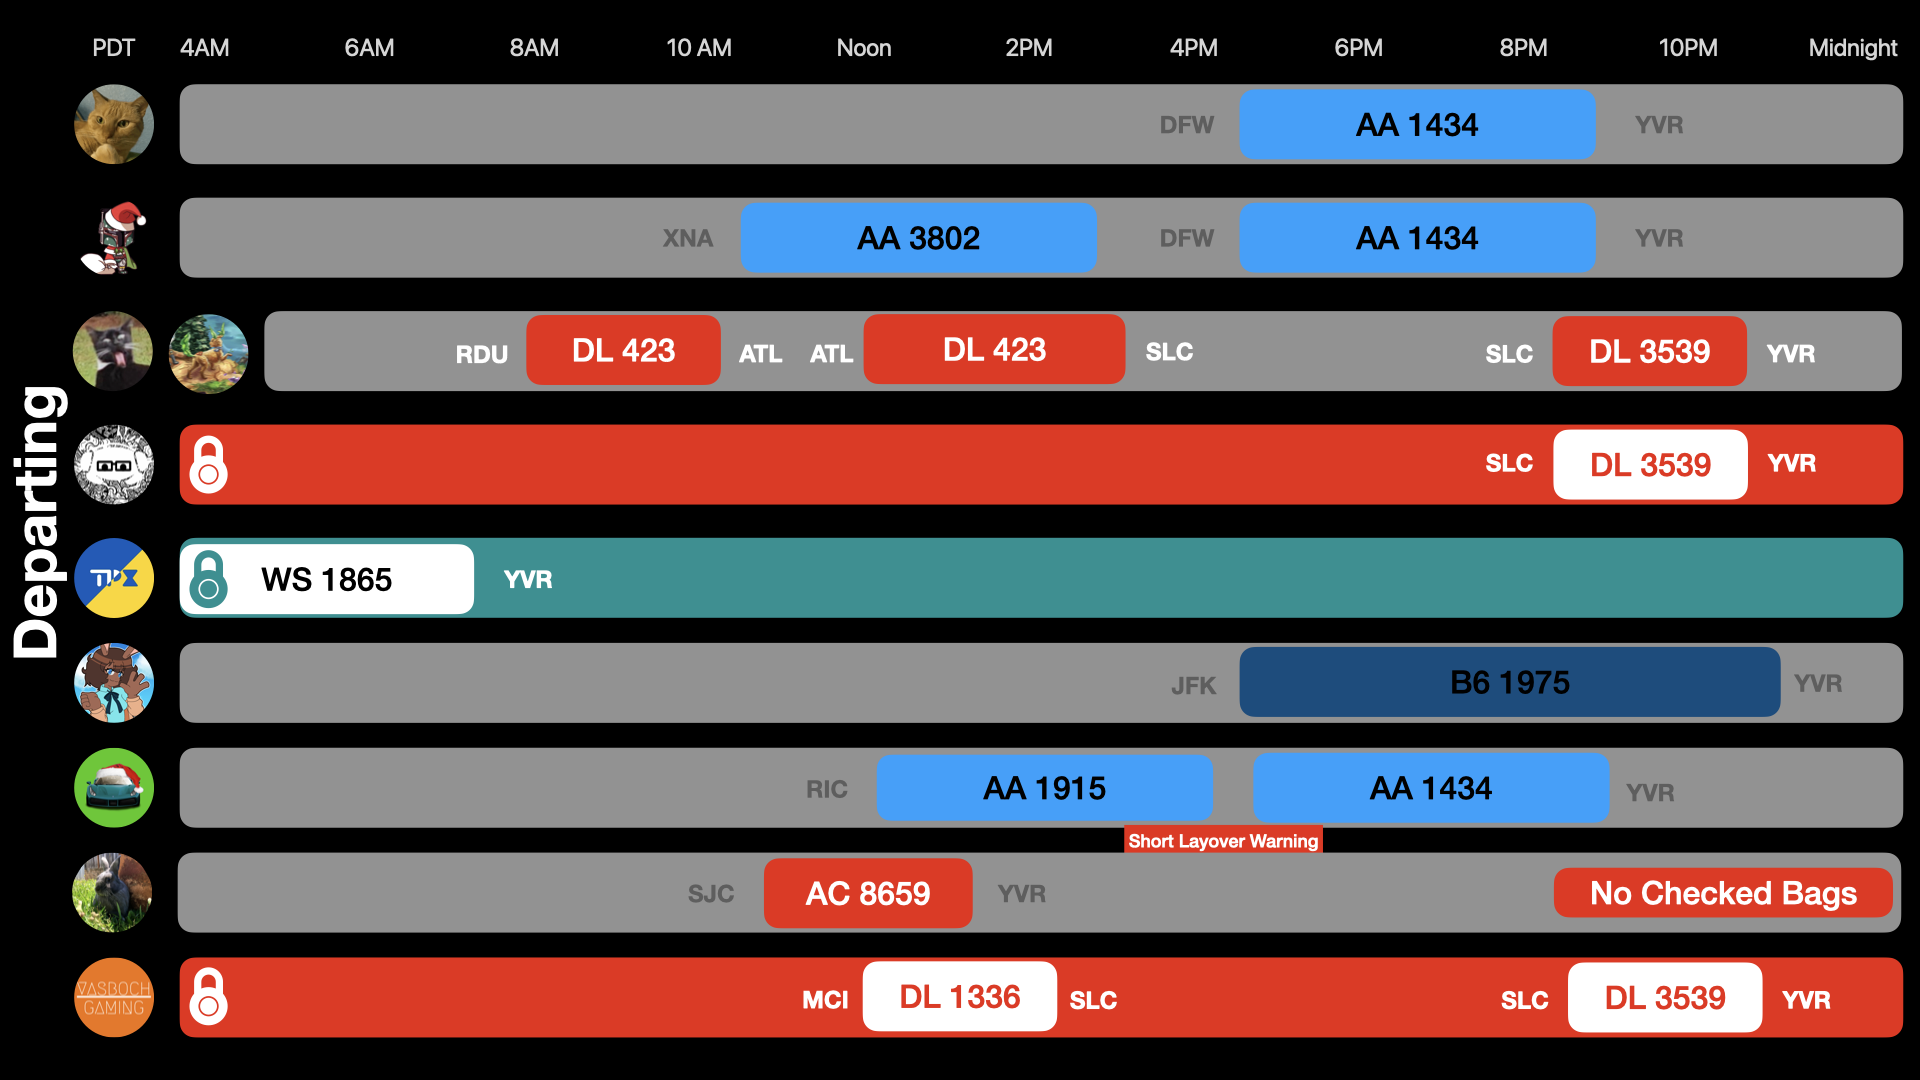 PDT 4AM 6AM 8AM 10 AM Noon 2PM 4PM 6PM 8PM 10PM Midnight
Departing
DFW AA 1434 YVR
XNA AA 3802 DFW AA 1434 YVR
RDU DL 423 ATL ATL DL 423 SLC SLC DL 3539 YVR
SLC DL 3539 YVR
WS 1865 YVR
JFK B6 1975 YVR
RIC AA 1915 AA 1434 YVR
Short Layover Warning
SJC AC 8659 YVR No Checked Bags
VASBOCH
GAMING
MCI DL 1336 SLC SLC DL 3539 YVR